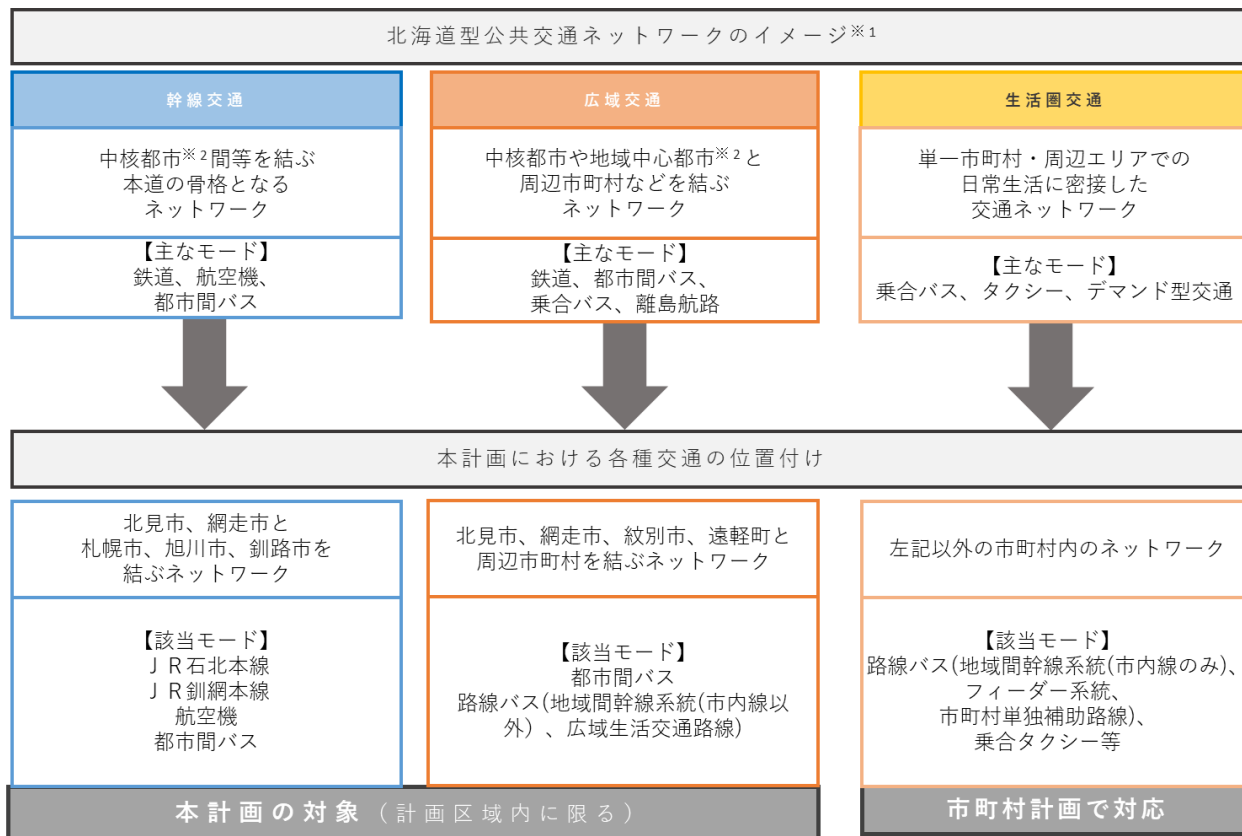 北海道型公共交通ネットワークのイメージ※1
幹線交通
中核都市※2間等を結ぶ
本道の骨格となる
ネットワーク
【主なモード】
鉄道、航空機、
都市間バス
広域交通
中核都市や地域中心都市※2と
周辺市町村などを結ぶ
ネットワーク
【主なモード】
鉄道、都市間バス、
乗合バス、離島航路
生活圏交通
単一市町村・周辺エリアでの
日常生活に密接した
交通ネットワーク
【主なモード】
乗合バス、タクシー、デマンド型交通
本計画における各種交通の位置付け
北見市、網走市と
札幌市、旭川市、釧路市を
結ぶネットワーク
【該当モード】
ＪＲ石北本線
ＪＲ釧網本線
航空機
都市間バス
北見市、網走市、紋別市、遠軽町と
周辺市町村を結ぶネットワーク
【該当モード】
都市間バス
路線バス(地域間幹線系統(市内線以
外）、広域生活交通路線)
左記以外の市町村内のネットワーク
【該当モード】
路線バス(地域間幹線系統(市内線のみ)、
フィーダー系統、
市町村単独補助路線)、
乗合タクシー等
本計画の対象（計画区域内に限る）
市町村計画で対応